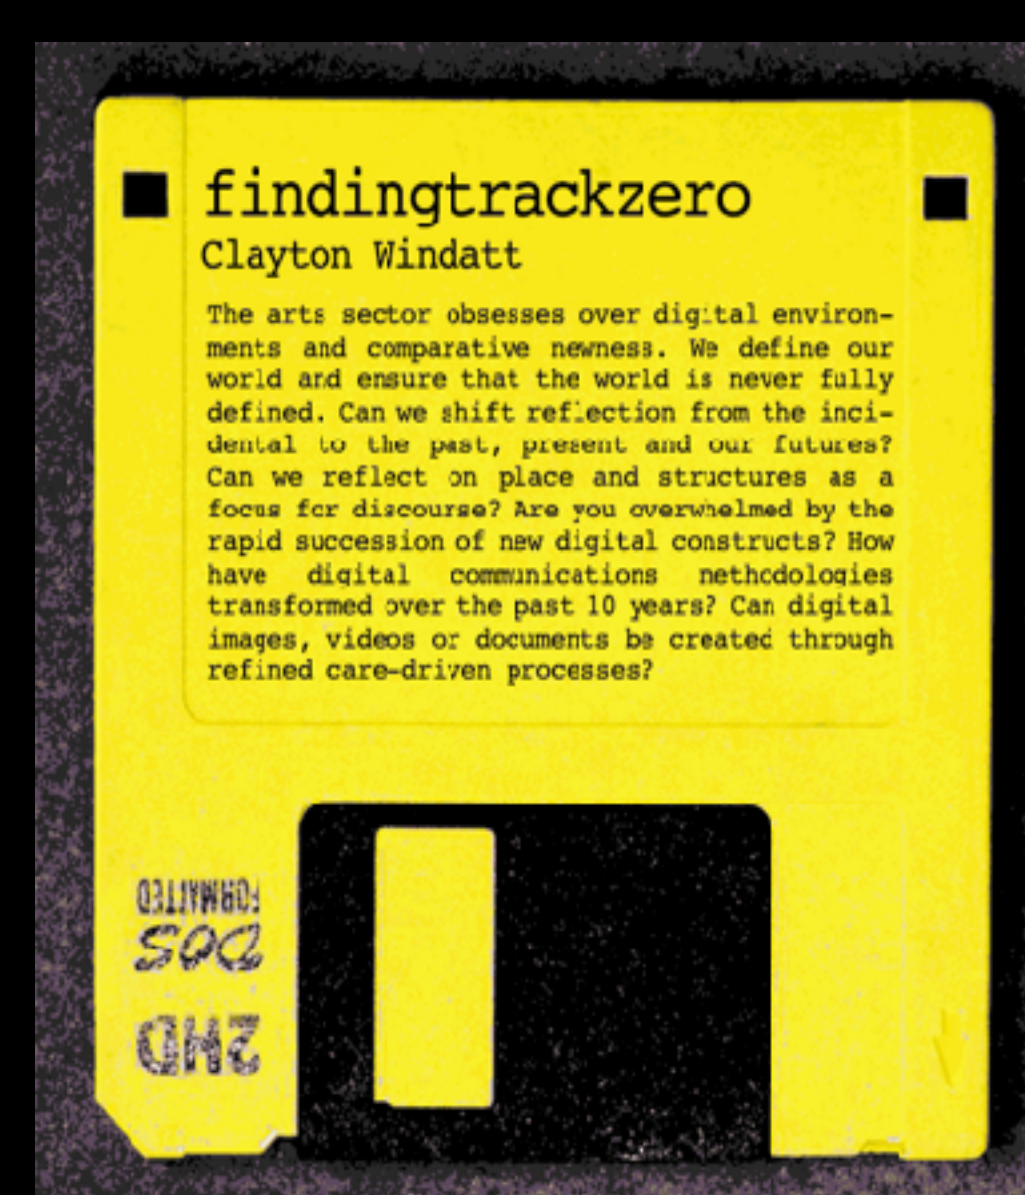 findingtrackzero
Clayton Windatt
The arts sector obsesses over digital environ-
ments and comparative newness. We define our
world and ensure that the world is never fully
defined. Can we shift reflection from the inci-
dental to the past, present and our futures?
Can we reflect on place and structures as a
focus for discourse? Are you overwhelmed by the
rapid succession of new digital constructs? How
have digital communications methodologies
transformed over the past 10 years? Can digital
images, videos or documents be created through
refined care-driven processes?
FORMATTED
DOS
2HD